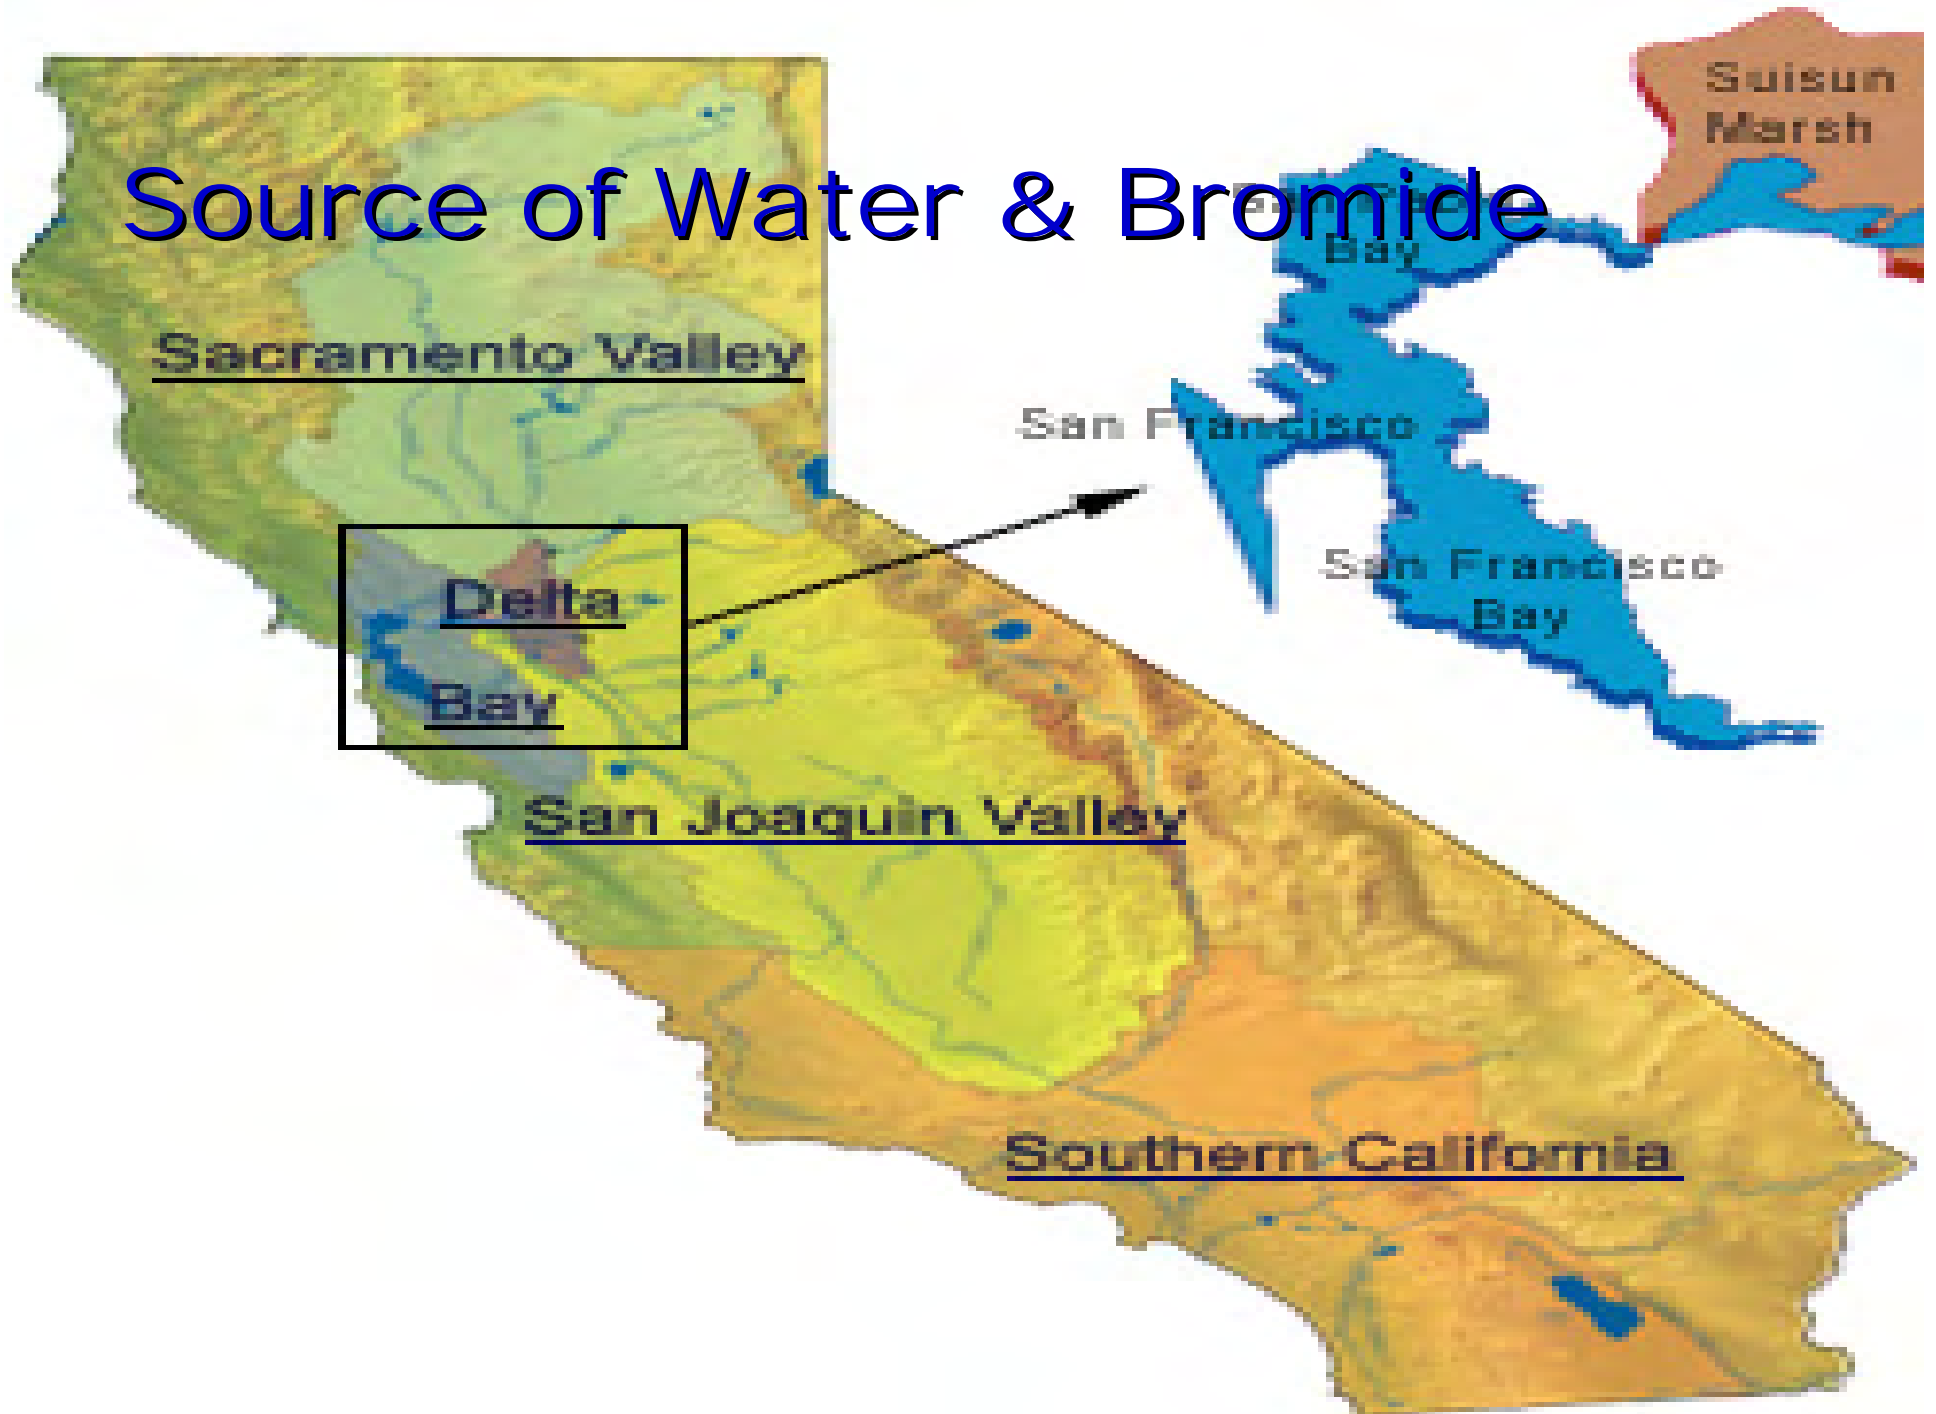 Suisun
Marsh
Source of Water & Bromide
Bay
Sacramento Valley
San Francisco
San Francisco
Bay
Delta
Bay
San Joaquin Valley
Southern California